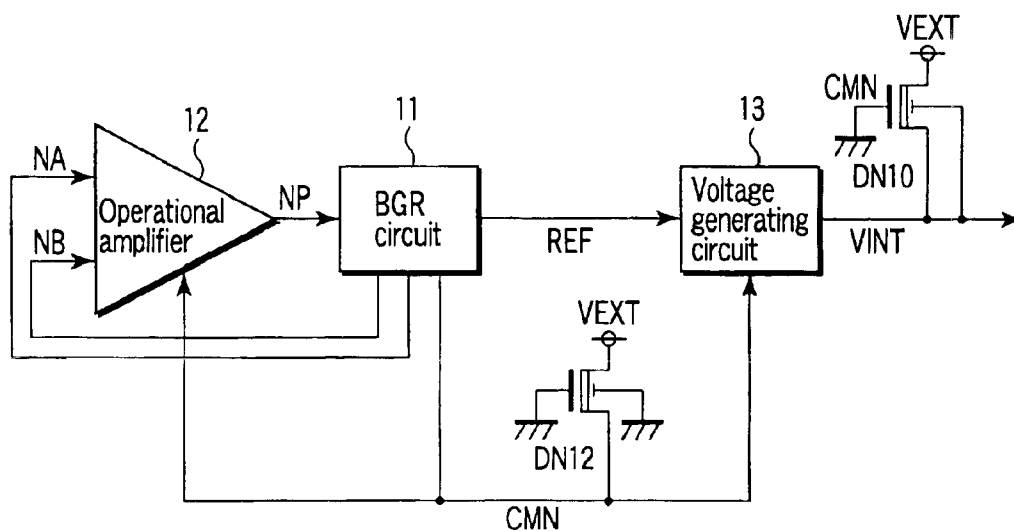 VEXT
CMN
DN10
12
11
13
NA
NB
Operational
amplifier
NP
BGR
circuit
REF
Voltage
generating
circuit
VINT
VEXT
DN12
CMN